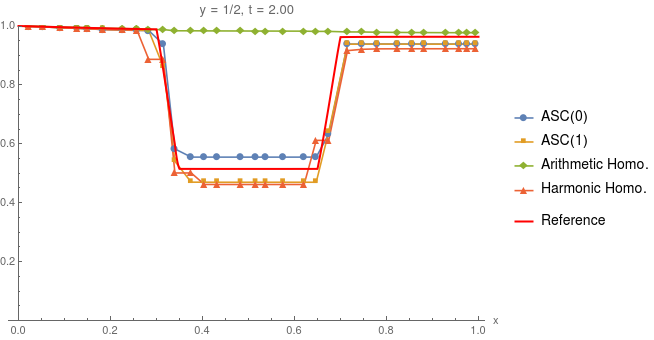 y = 1/2, t = 2.00
1.0
0.8
0.6
0.4
0.2
0.0
0.2
0.4
0.6
0.8
1.0
x
ASC(0)
ASC(1)
Arithmetic Homo.
Harmonic Homo.
Reference